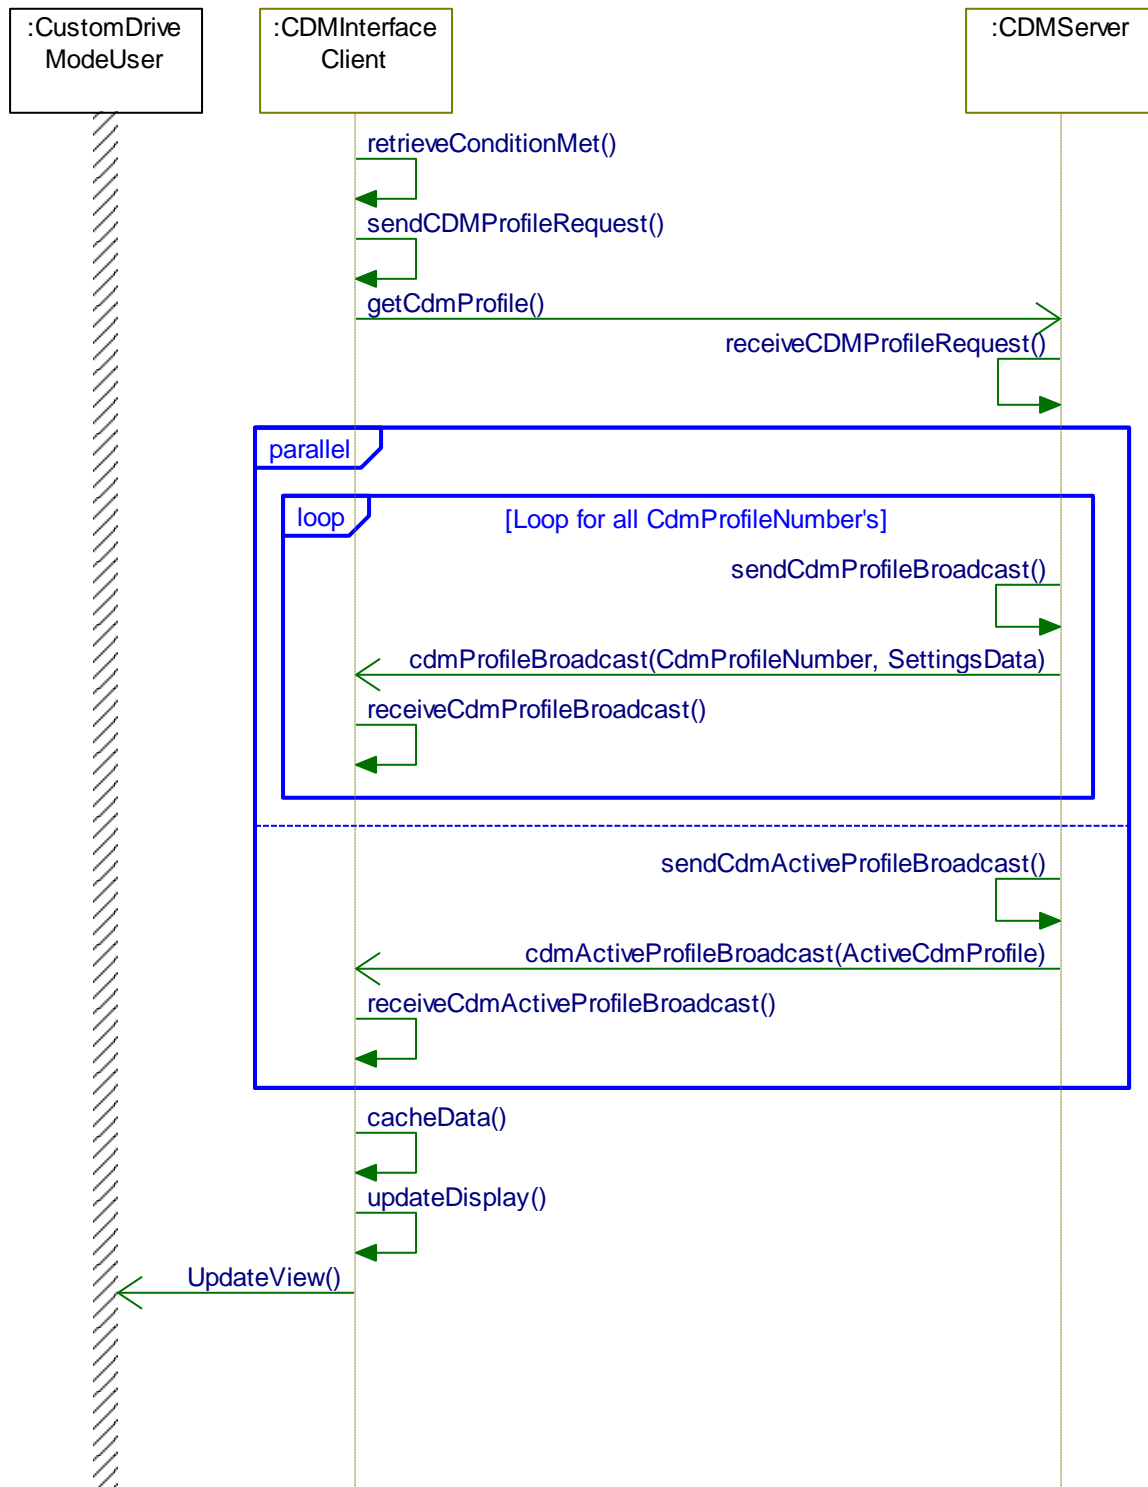 :CustomDrive
ModeUser
:CDMInterface
Client
:CDMServer
retrieveConditionMet()
sendCDMProfileRequest()
getCdmProfile()
receiveCDMProfileRequest()
parallel
loop
[Loop for all CdmProfileNumber's]
sendCdmProfileBroadcast()
cdmProfileBroadcast(CdmProfileNumber, SettingsData)
receiveCdmProfileBroadcast()
sendCdmActiveProfileBroadcast()
cdmActiveProfileBroadcast(ActiveCdmProfile)
receiveCdmActiveProfileBroadcast()
cacheData()
updateDisplay()
UpdateView()